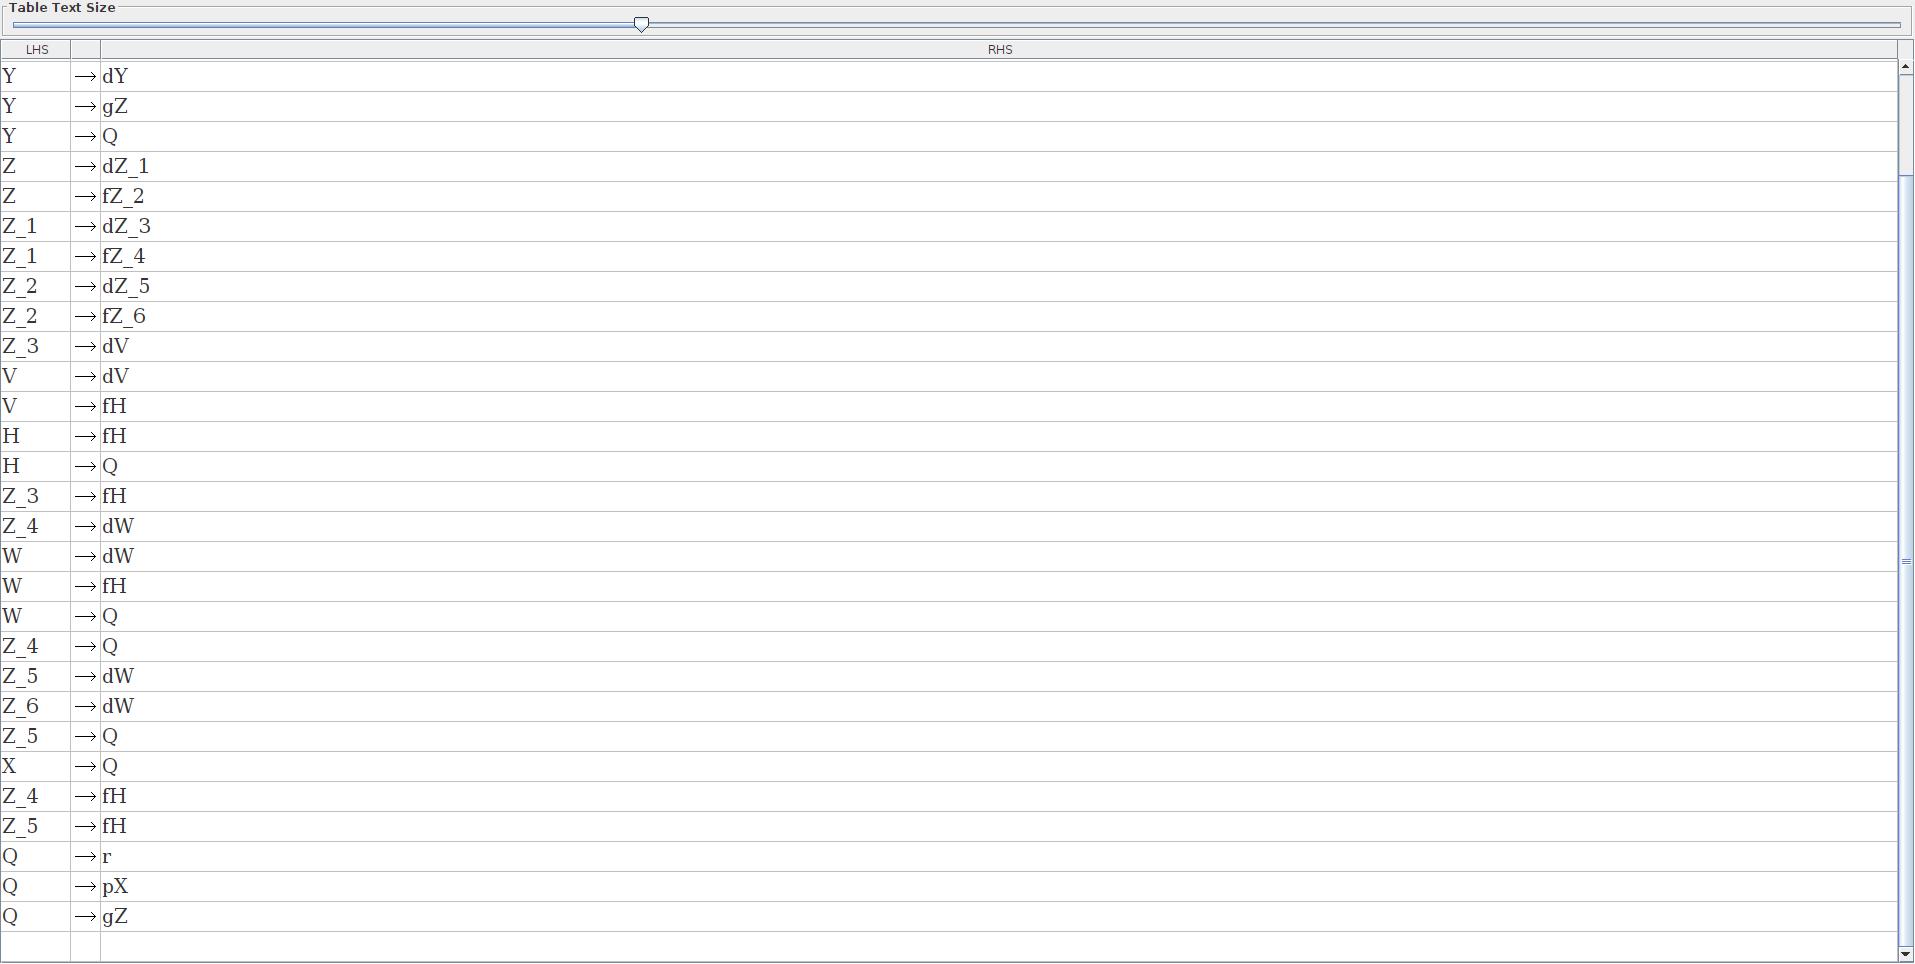 Table Text Size
LHS RHS
Y → dY
Y → gZ
Y → Q
Z → dZ_1
Z → fZ_2
Z_1 → dZ_3
Z_1 → fZ_4
Z_2 → dZ_5
Z_2 → fZ_6
Z_3 → dV
V → dV
V → fH
H → fH
H → Q
Z_3 → fH
Z_4 → dW
W → dW
W → fH
W → Q
Z_4 → Q
Z_5 → dW
Z_6 → dW
Z_5 → Q
X → Q
Z_4 → fH
Z_5 → fH
Q → r
Q → pX
Q → gZ